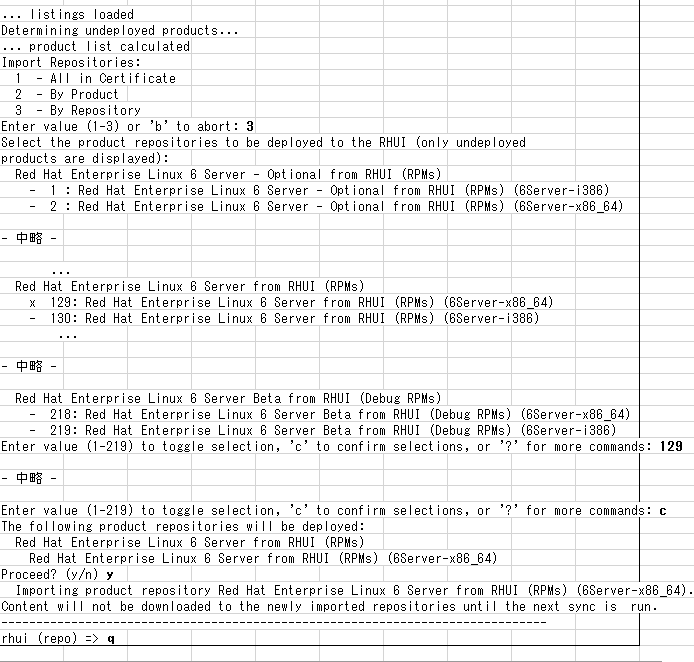 ... listings loaded
Determining undeployed products...
... product list calculated
Import Repositories:
1 - All in Certificate
2 - By Product
3 - By Repository
Enter value (1-3) or 'b' to abort: 3
Select the product repositories to be deployed to the RHUI (only undeployed
products are displayed):
Red Hat Enterprise Linux 6 Server - Optional from RHUI (RPMs)
- 1 : Red Hat Enterprise Linux 6 Server - Optional from RHUI (RPMs) (6Server-i386)
- 2 : Red Hat Enterprise Linux 6 Server - Optional from RHUI (RPMs) (6Server-x86_64)
- 中略 -
...
Red Hat Enterprise Linux 6 Server from RHUI (RPMs)
x 129: Red Hat Enterprise Linux 6 Server from RHUI (RPMs) (6Server-x86_64)
- 130: Red Hat Enterprise Linux 6 Server from RHUI (RPMs) (6Server-i386)
...
- 中略 -
Red Hat Enterprise Linux 6 Server Beta from RHUI (Debug RPMs)
- 218: Red Hat Enterprise Linux 6 Server Beta from RHUI (Debug RPMs) (6Server-x86_64)
- 219: Red Hat Enterprise Linux 6 Server Beta from RHUI (Debug RPMs) (6Server-i386)
Enter value (1-219) to toggle selection, 'c' to confirm selections, or '?' for more commands: 129
- 中略 -
Enter value (1-219) to toggle selection, 'c' to confirm selections, or '?' for more commands: c
The following product repositories will be deployed:
Red Hat Enterprise Linux 6 Server from RHUI (RPMs)
Red Hat Enterprise Linux 6 Server from RHUI (RPMs) (6Server-x86_64)
Proceed? (y/n) y
Importing product repository Red Hat Enterprise Linux 6 Server from RHUI (RPMs) (6Server-x86_64).
Content will not be downloaded to the newly imported repositories until the next sync is run.
------------------------------------------------------------------------------
rhui (repo) => q